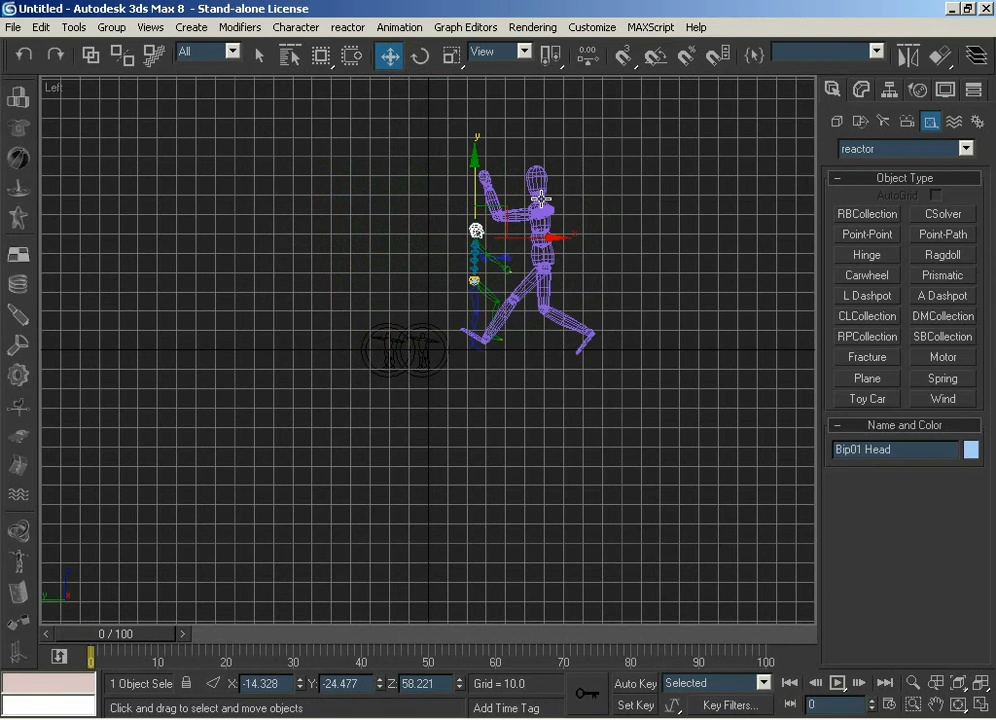 Untitled - Autodesk 3ds Max 8 - Stand-alone License
File Edit Tools Group Views Create Modifiers Character reactor Animation Graph Editors Rendering Customize MAXScript Help
All
View
Left
reactor
Object Type
AutoGrid
RBCollection CSolver
Point-Point Point-Path
Hinge Ragdoll
Carwheel Prismatic
L Dashpot A Dashpot
CLCollection DMCollection
RPCollection SBCollection
Fracture Motor
Plane Spring
Toy Car Wind
Name and Color
Bip01 Head
y
x
y
x
z
0 / 100
0 10 20 30 40 50 60 70 80 90 100
1 Object Sele X: -14.328 Y: -24.477 Z: 58.221 Grid = 10.0 Auto Key Selected
Click and drag to select and move objects Add Time Tag Set Key Key Filters... 0